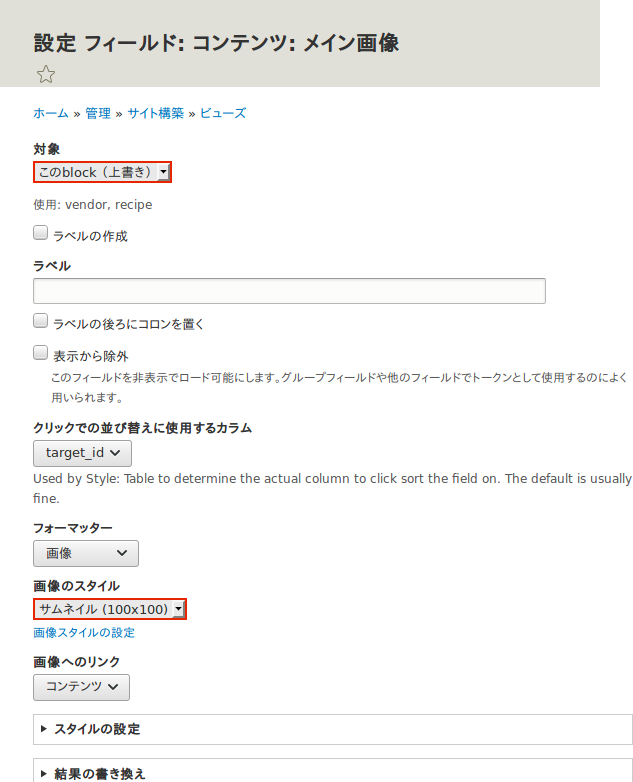 設定 フィールド: コンテンツ: メイン画像
ホーム » 管理 » サイト構築 » ビューズ
対象
このblock（上書き）
使用: vendor, recipe
ラベルの作成
ラベル
ラベルの後ろにコロンを置く
表示から除外
このフィールドを非表示でロード可能にします。グループフィールドや他のフィールドでトークンとして使用するのによく
用いられます。
クリックでの並び替えに使用するカラム
target_id
Used by Style: Table to determine the actual column to click sort the field on. The default is usually
fine.
フォーマッター
画像
画像のスタイル
サムネイル (100x100)
画像スタイルの設定
画像へのリンク
コンテンツ
スタイルの設定
結果の書き換え